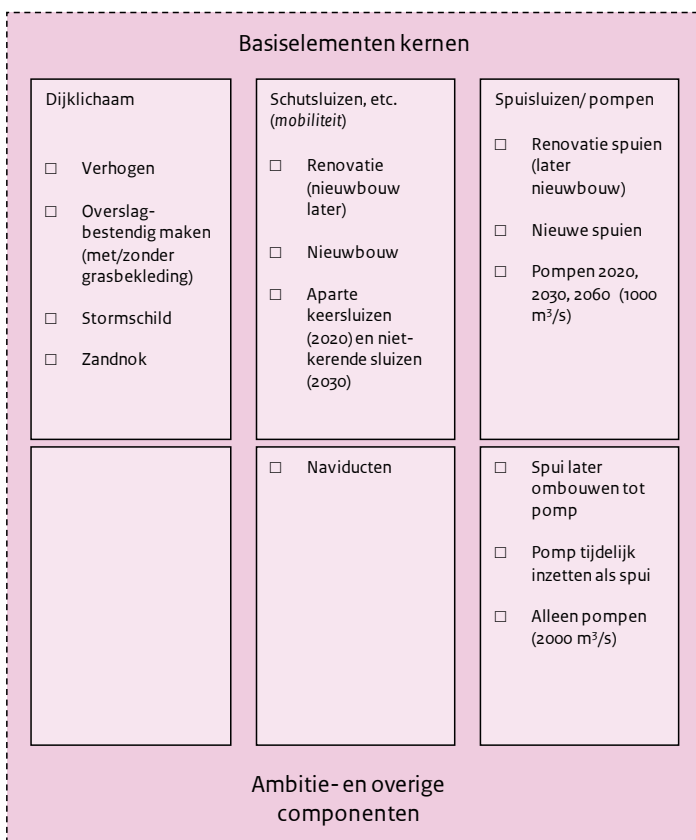 Basiselementen kernen
Dijklichaam
☐ Verhogen
☐ Overslag-
bestendig maken
(met/zonder
grasbekleding)
☐ Stormschild
☐ Zandnok
Schutsluizen, etc.
(mobiliteit)
☐ Renovatie
(nieuwbouw
later)
☐ Nieuwbouw
☐ Aparte
keersluizen
(2020) en niet-
kerende sluizen
(2030)
Spuisluizen/ pompen
☐ Renovatie spuien
(later
nieuwbouw)
☐ Nieuwe spuien
☐ Pompen 2020,
2030, 2060 (1000
m³/s)
☐ Naviducten
☐ Spui later
ombouwen tot
pomp
☐ Pomp tijdelijk
inzetten als spui
☐ Alleen pompen
(2000 m³/s)
Ambitie- en overige
componenten